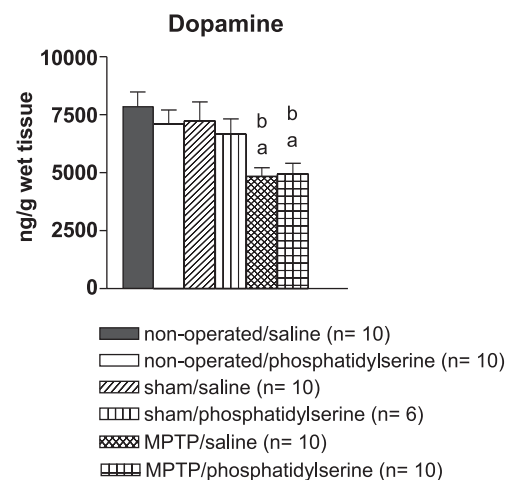 Dopamine
10000
7500
5000
2500
0
ng/g wet tissue
b
a
b
a
non-operated/saline (n= 10)
non-operated/phosphatidylserine (n= 10)
sham/saline (n= 10)
sham/phosphatidylserine (n= 6)
MPTP/saline (n= 10)
MPTP/phosphatidylserine (n= 10)